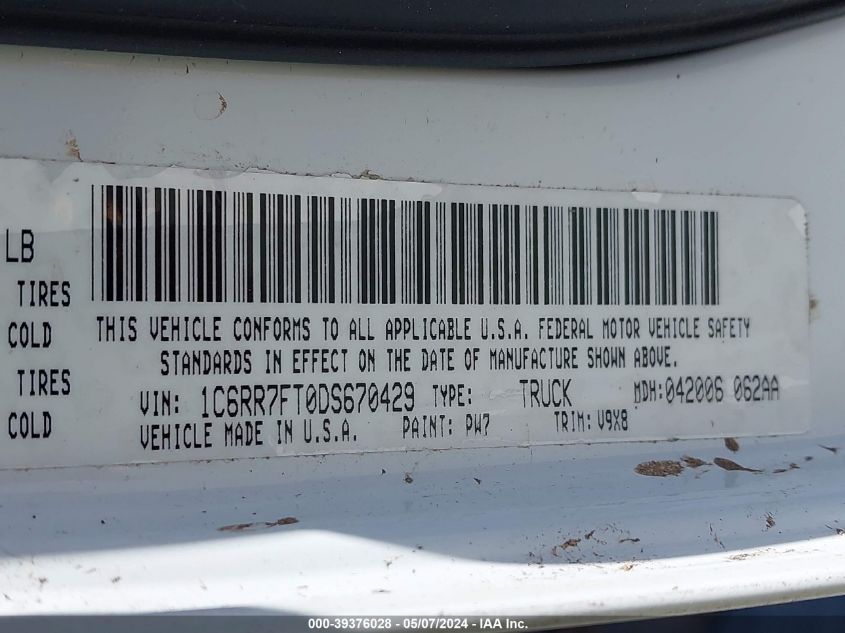 LB
TIRES
COLD
TIRES
COLD
THIS VEHICLE CONFORMS TO ALL APPLICABLE U.S.A. FEDERAL MOTOR VEHICLE SAFETY
STANDARDS IN EFFECT ON THE DATE OF MANUFACTURE SHOWN ABOVE.
VIN: 1C6RR7FT0DS670429 TYPE: TRUCK MDH:042006 062AA
VEHICLE MADE IN U.S.A. PAINT: PW7 TRIM: V9X8
000-39376028 - 05/07/2024 - IAA Inc.